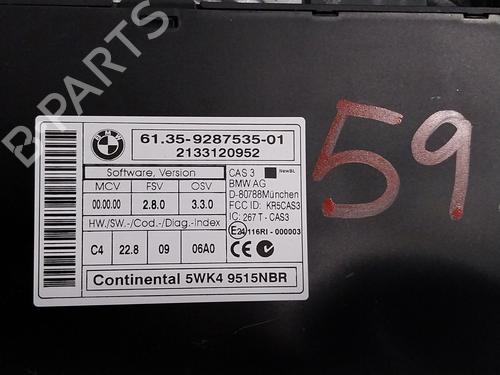 B PARTS
BMW
61.35-9287535-01
2133120952
Software, Version
MCV FSV OSV
00.00.00 2.8.0 3.3.0
HW./SW.-/Cod.-/Diag.-Index
C4 22.8 09 06A0
CAS 3 NewBL
BMW AG
D-80788München
FCC ID: KR5CAS3
IC: 267 T - CAS3
E24 116RI - 000003
CE
Continental 5WK4 9515NBR
59